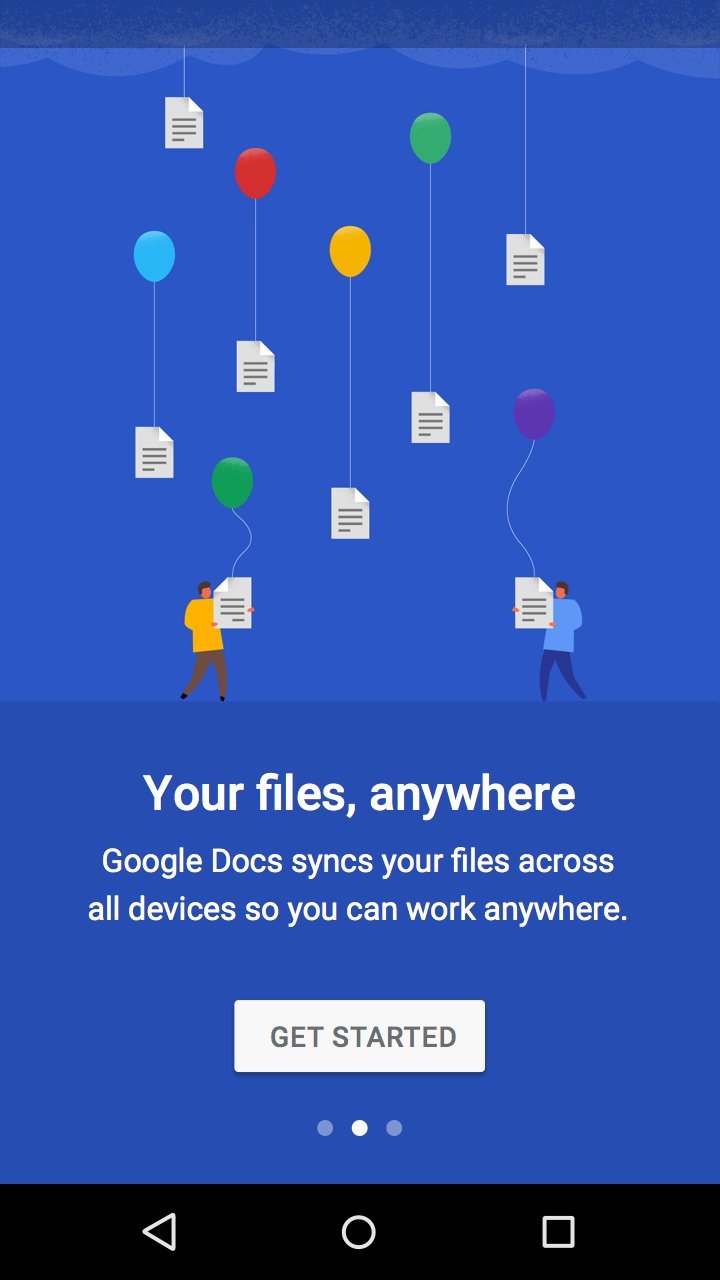 Your files, anywhere
Google Docs syncs your files across
all devices so you can work anywhere.
GET STARTED